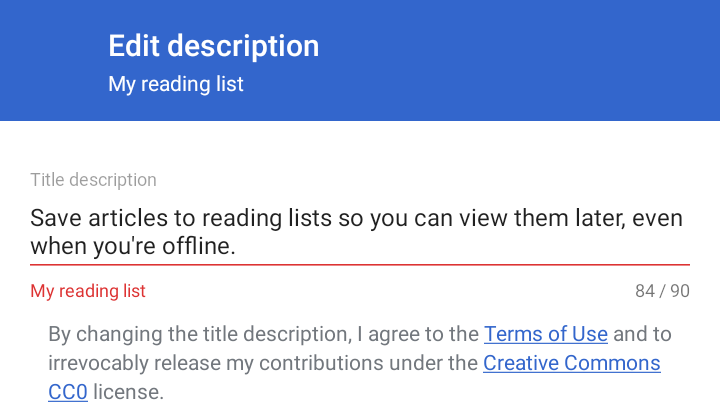 Edit description
My reading list
Title description
Save articles to reading lists so you can view them later, even
when you're offline.
My reading list
84 / 90
By changing the title description, I agree to the Terms of Use and to
irrevocably release my contributions under the Creative Commons
CC0 license.